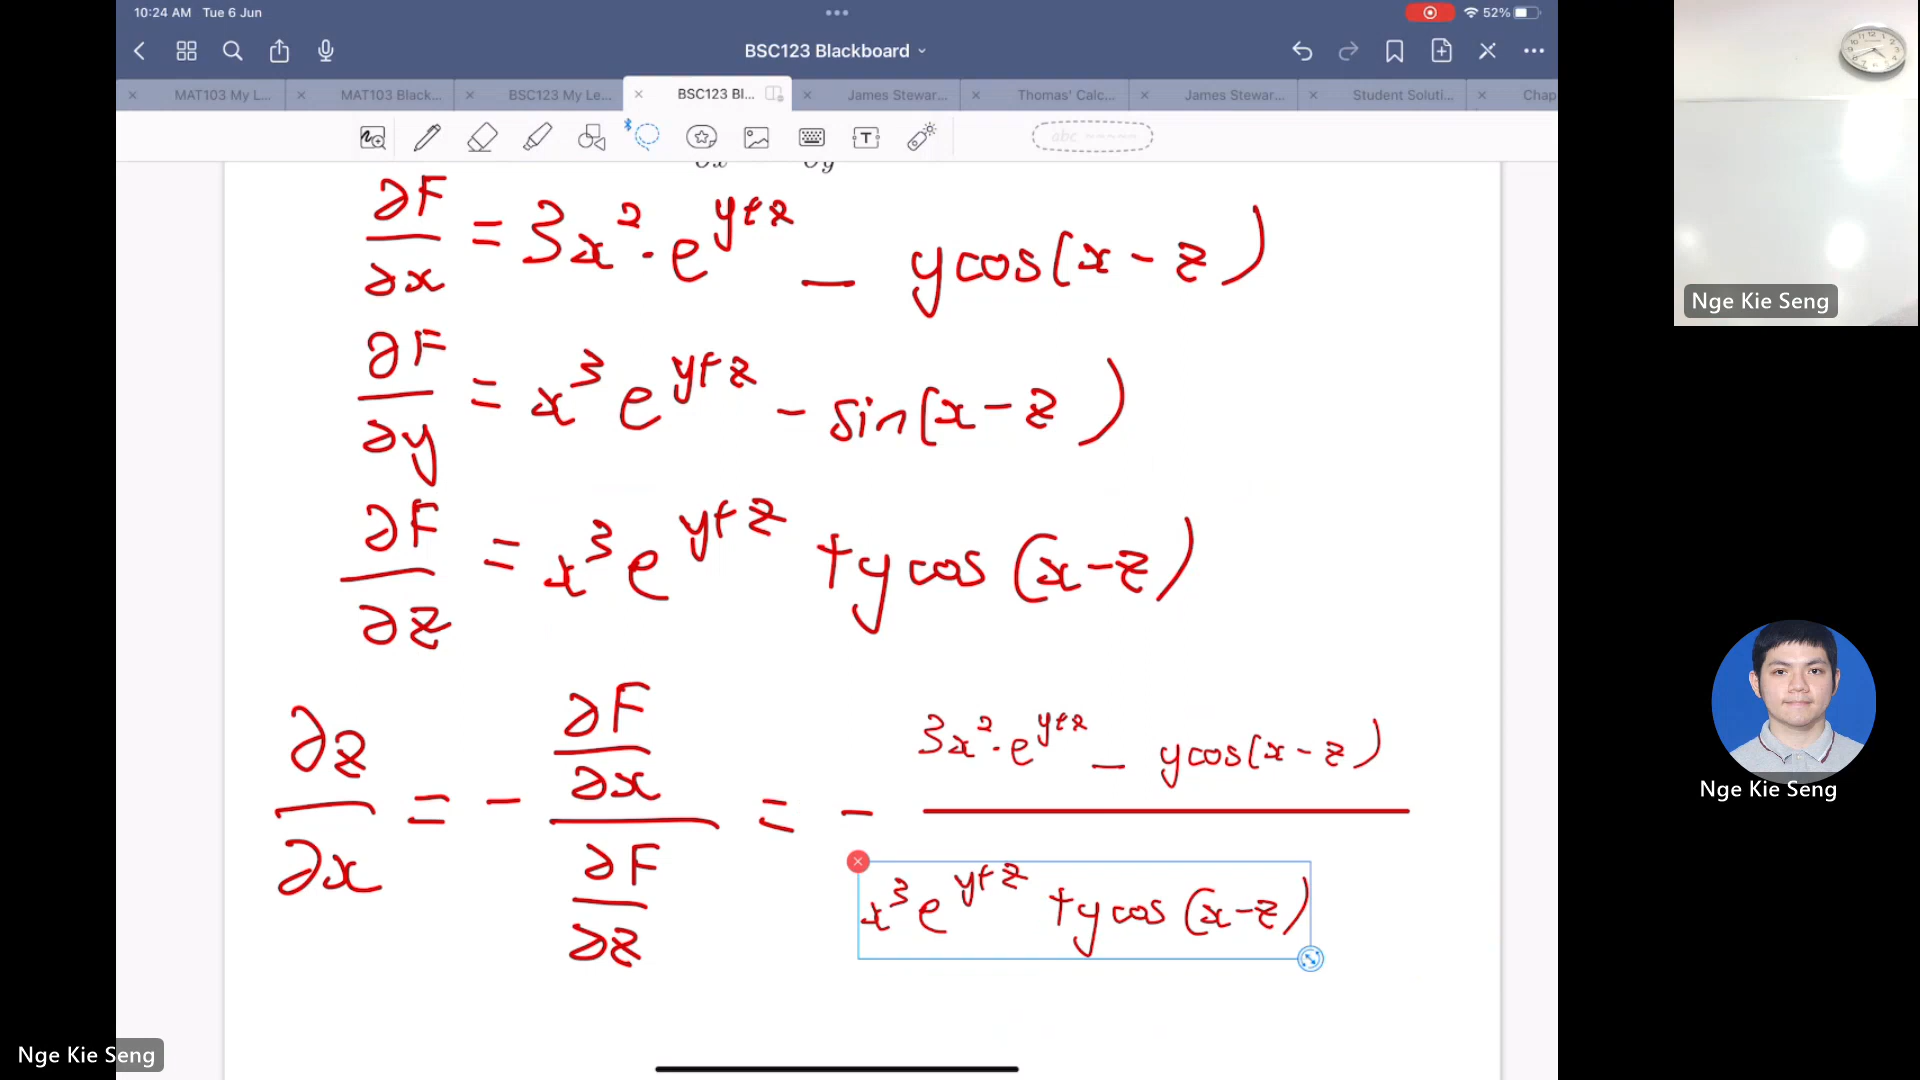 10:24 AM Tue 6 Jun
52%
BSC123 Blackboard
MAT103 My L...
MAT103 Black...
BSC123 My Le...
BSC123 Bl...
James Stewar...
Thomas' Calc...
James Stewar...
Student Soluti...
Chap
abc
∂x ∂y
∂F/∂x = 3x²·e^(y+z) − ycos(x−z)
∂F/∂y = x³e^(y+z) − sin(x−z)
∂F/∂z = x³e^(y+z) + ycos(x−z)
∂z/∂x = − (∂F/∂x)/(∂F/∂z) = − (3x²·e^(y+z) − ycos(x−z))/(x³e^(y+z) + ycos(x−z))
Nge Kie Seng
Nge Kie Seng
Nge Kie Seng